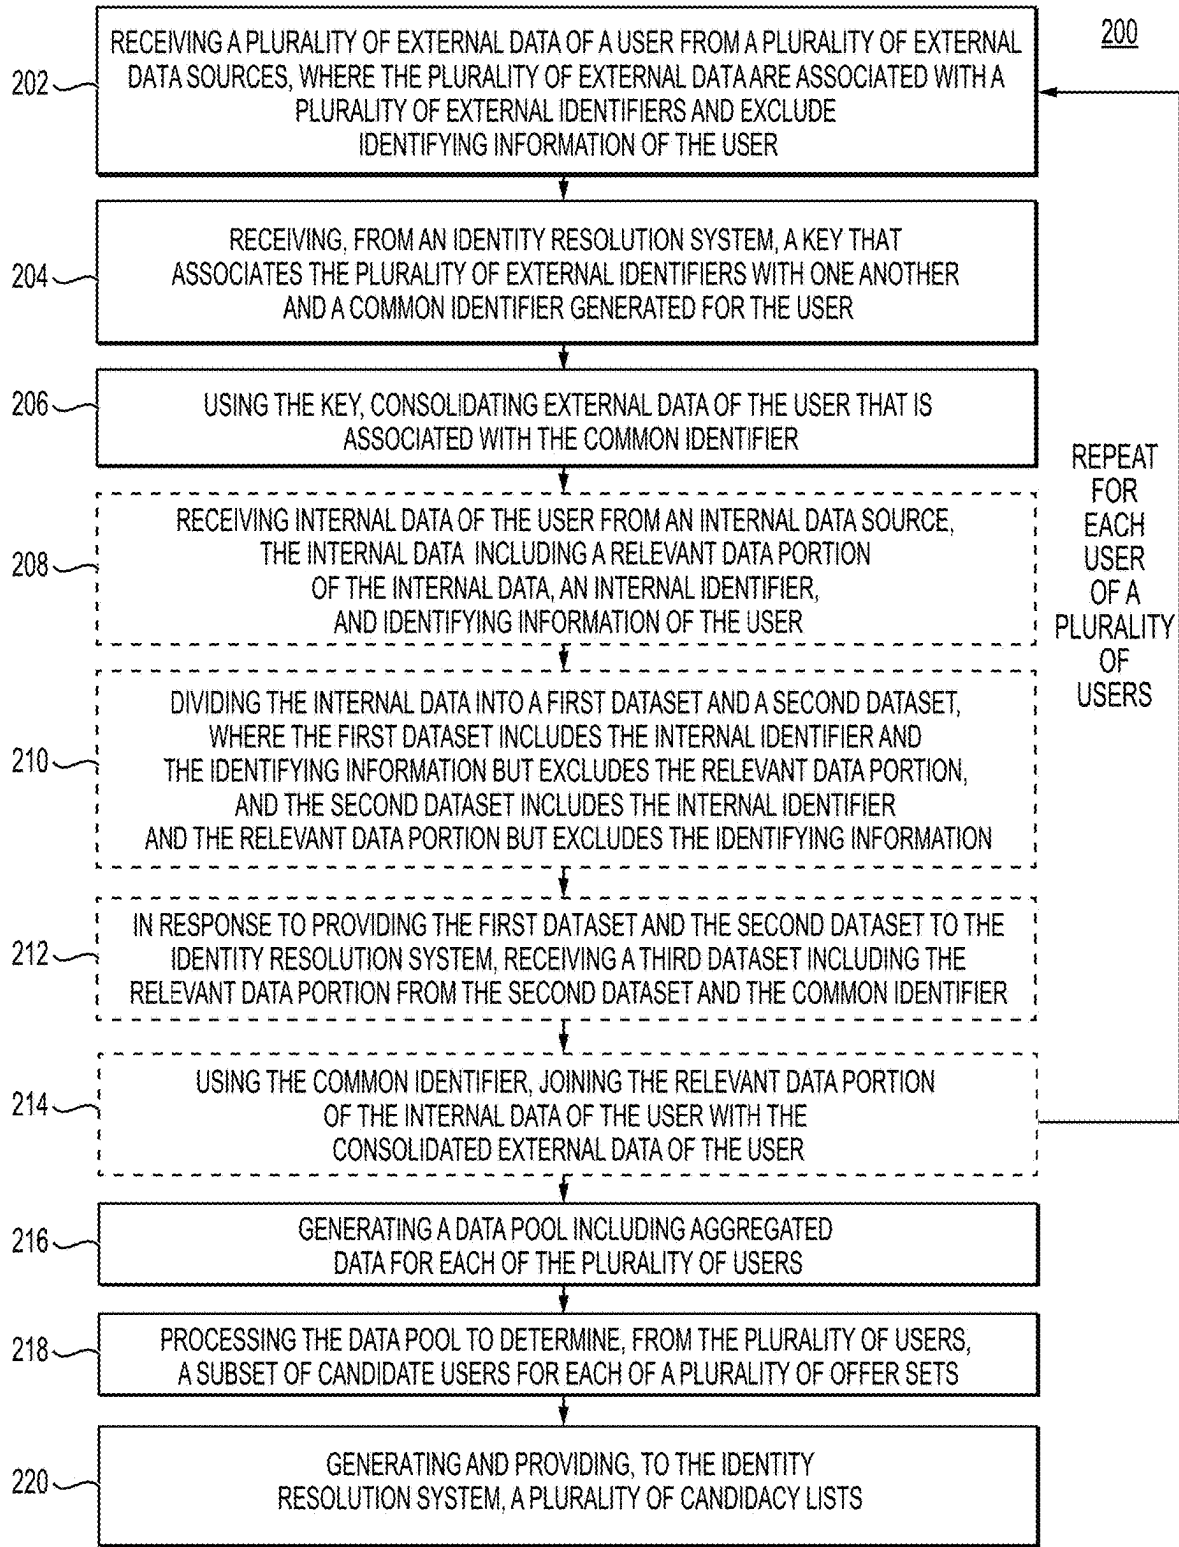 200
RECEIVING A PLURALITY OF EXTERNAL DATA OF A USER FROM A PLURALITY OF EXTERNAL
DATA SOURCES, WHERE THE PLURALITY OF EXTERNAL DATA ARE ASSOCIATED WITH A
PLURALITY OF EXTERNAL IDENTIFIERS AND EXCLUDE
IDENTIFYING INFORMATION OF THE USER
202
RECEIVING, FROM AN IDENTITY RESOLUTION SYSTEM, A KEY THAT
ASSOCIATES THE PLURALITY OF EXTERNAL IDENTIFIERS WITH ONE ANOTHER
AND A COMMON IDENTIFIER GENERATED FOR THE USER
204
USING THE KEY, CONSOLIDATING EXTERNAL DATA OF THE USER THAT IS
ASSOCIATED WITH THE COMMON IDENTIFIER
206
RECEIVING INTERNAL DATA OF THE USER FROM AN INTERNAL DATA SOURCE,
THE INTERNAL DATA INCLUDING A RELEVANT DATA PORTION
OF THE INTERNAL DATA, AN INTERNAL IDENTIFIER,
AND IDENTIFYING INFORMATION OF THE USER
208
DIVIDING THE INTERNAL DATA INTO A FIRST DATASET AND A SECOND DATASET,
WHERE THE FIRST DATASET INCLUDES THE INTERNAL IDENTIFIER AND
THE IDENTIFYING INFORMATION BUT EXCLUDES THE RELEVANT DATA PORTION,
AND THE SECOND DATASET INCLUDES THE INTERNAL IDENTIFIER
AND THE RELEVANT DATA PORTION BUT EXCLUDES THE IDENTIFYING INFORMATION
210
IN RESPONSE TO PROVIDING THE FIRST DATASET AND THE SECOND DATASET TO THE
IDENTITY RESOLUTION SYSTEM, RECEIVING A THIRD DATASET INCLUDING THE
RELEVANT DATA PORTION FROM THE SECOND DATASET AND THE COMMON IDENTIFIER
212
USING THE COMMON IDENTIFIER, JOINING THE RELEVANT DATA PORTION
OF THE INTERNAL DATA OF THE USER WITH THE
CONSOLIDATED EXTERNAL DATA OF THE USER
214
REPEAT
FOR
EACH
USER
OF A
PLURALITY
OF
USERS
GENERATING A DATA POOL INCLUDING AGGREGATED
DATA FOR EACH OF THE PLURALITY OF USERS
216
PROCESSING THE DATA POOL TO DETERMINE, FROM THE PLURALITY OF USERS,
A SUBSET OF CANDIDATE USERS FOR EACH OF A PLURALITY OF OFFER SETS
218
GENERATING AND PROVIDING, TO THE IDENTITY
RESOLUTION SYSTEM, A PLURALITY OF CANDIDACY LISTS
220